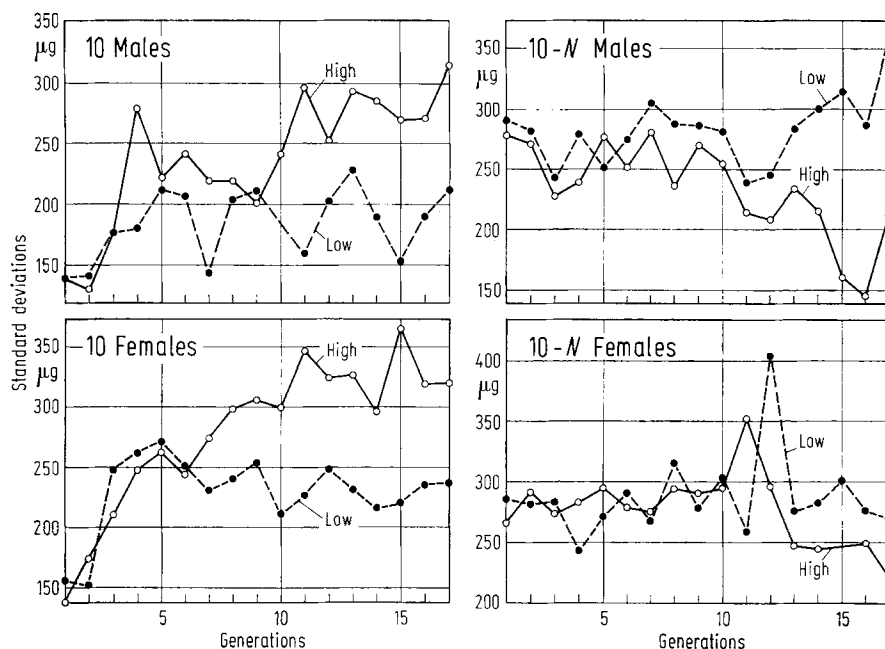 350
μg
10 Males
High
300
250
200
Low
150
10-N Males
350
μg
Low
300
250
High
200
150
Standard deviations
10 Females
High
350
μg
300
250
Low
200
150
5
10
15
Generations
10-N Females
400
μg
350
Low
300
250
High
200
5
10
15
Generations